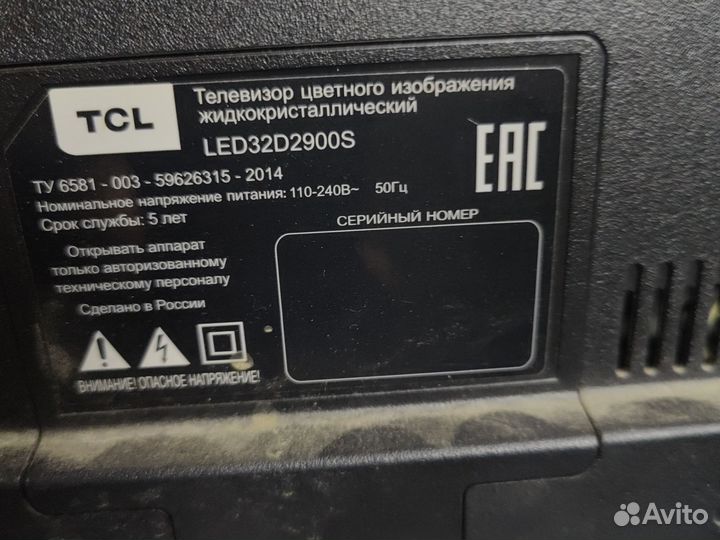 TCL
Телевизор цветного изображения
жидкокристаллический
LED32D2900S
EAC
ТУ 6581 - 003 - 59626315 - 2014
Номинальное напряжение питания: 110-240В~ 50Гц
Срок службы: 5 лет
СЕРИЙНЫЙ НОМЕР
Открывать аппарат
только авторизованному
техническому персоналу
Сделано в России
ВНИМАНИЕ! ОПАСНОЕ НАПРЯЖЕНИЕ!
Avito